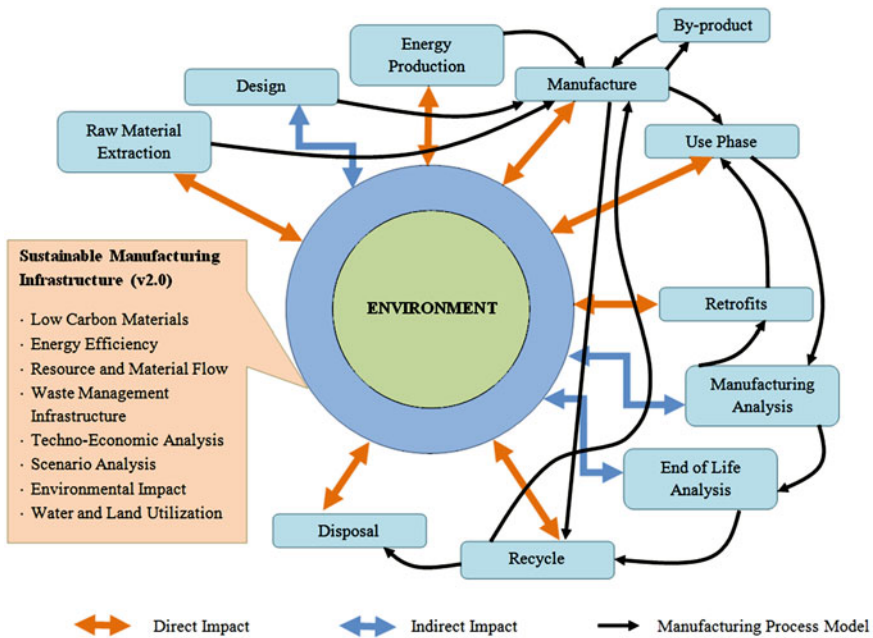 Energy
Production
By-product
Design
Manufacture
Raw Material
Extraction
Use Phase
Sustainable Manufacturing
Infrastructure (v2.0)
· Low Carbon Materials
· Energy Efficiency
· Resource and Material Flow
· Waste Management
Infrastructure
· Techno-Economic Analysis
· Scenario Analysis
· Environmental Impact
· Water and Land Utilization
ENVIRONMENT
Retrofits
Manufacturing
Analysis
End of Life
Analysis
Disposal
Recycle
Direct Impact
Indirect Impact
Manufacturing Process Model